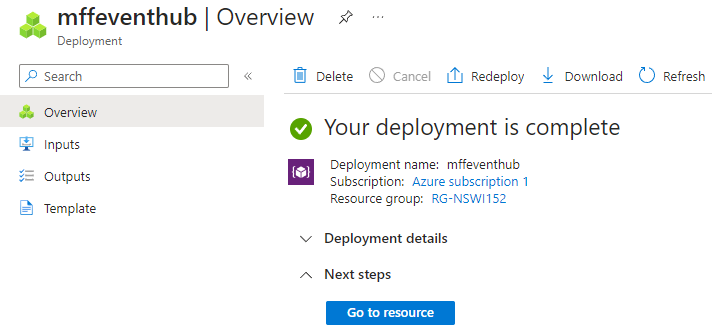 mffeventhub | Overview
Deployment
Search
Overview
Inputs
Outputs
Template
Delete Cancel Redeploy Download Refresh
Your deployment is complete
Deployment name: mffeventhub
Subscription: Azure subscription 1
Resource group: RG-NSWI152
Deployment details
Next steps
Go to resource